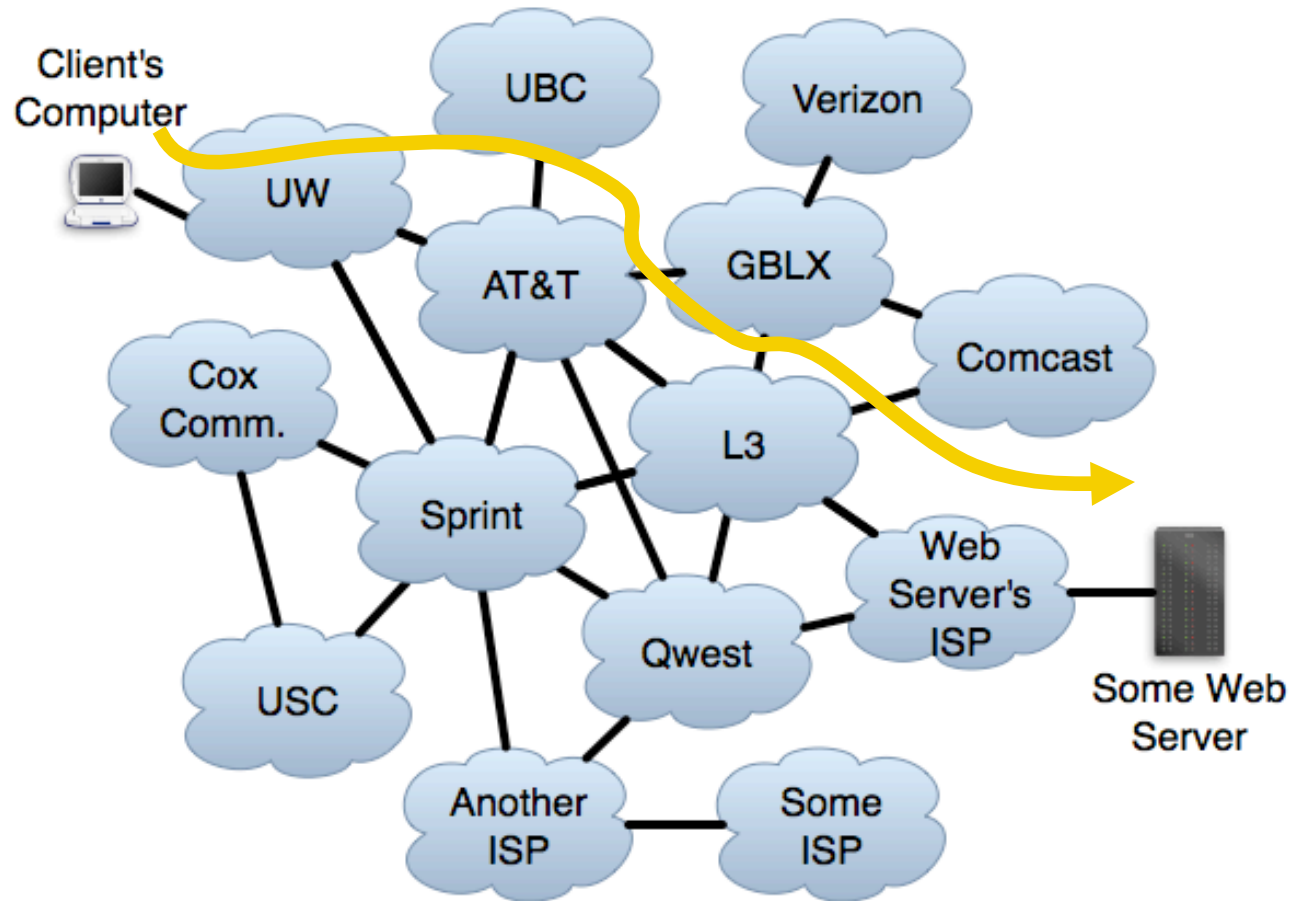 Client's
Computer
UBC
Verizon
UW
AT&T
GBLX
Comcast
Cox
Comm.
L3
Sprint
Web
Server's
ISP
Qwest
USC
Some Web
Server
Another
ISP
Some
ISP